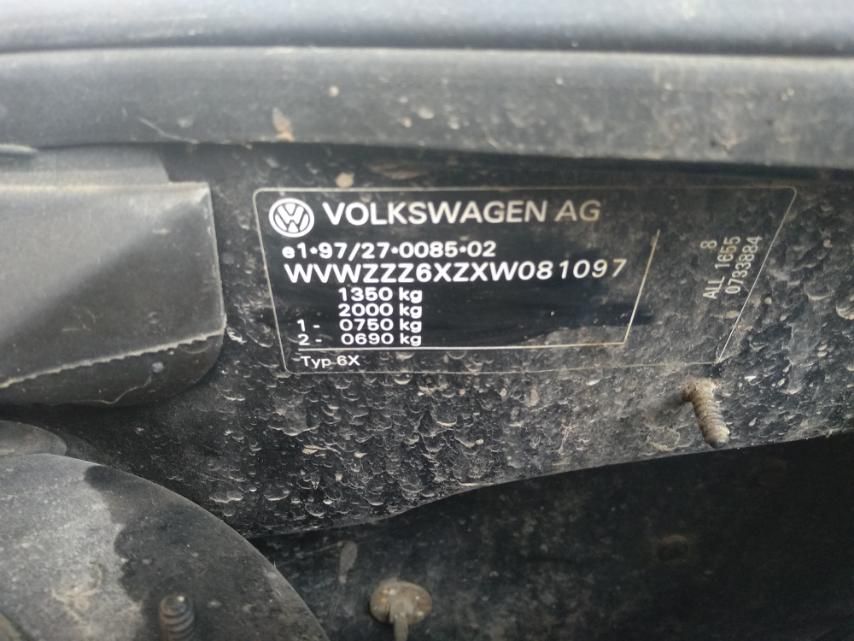 VOLKSWAGEN AG
e1*97/27*0085*02
WVWZZZ6XZXW081097
1350 kg
2000 kg
1 - 0750 kg
2 - 0690 kg
Typ 6X
8
ALL 1655
0733884